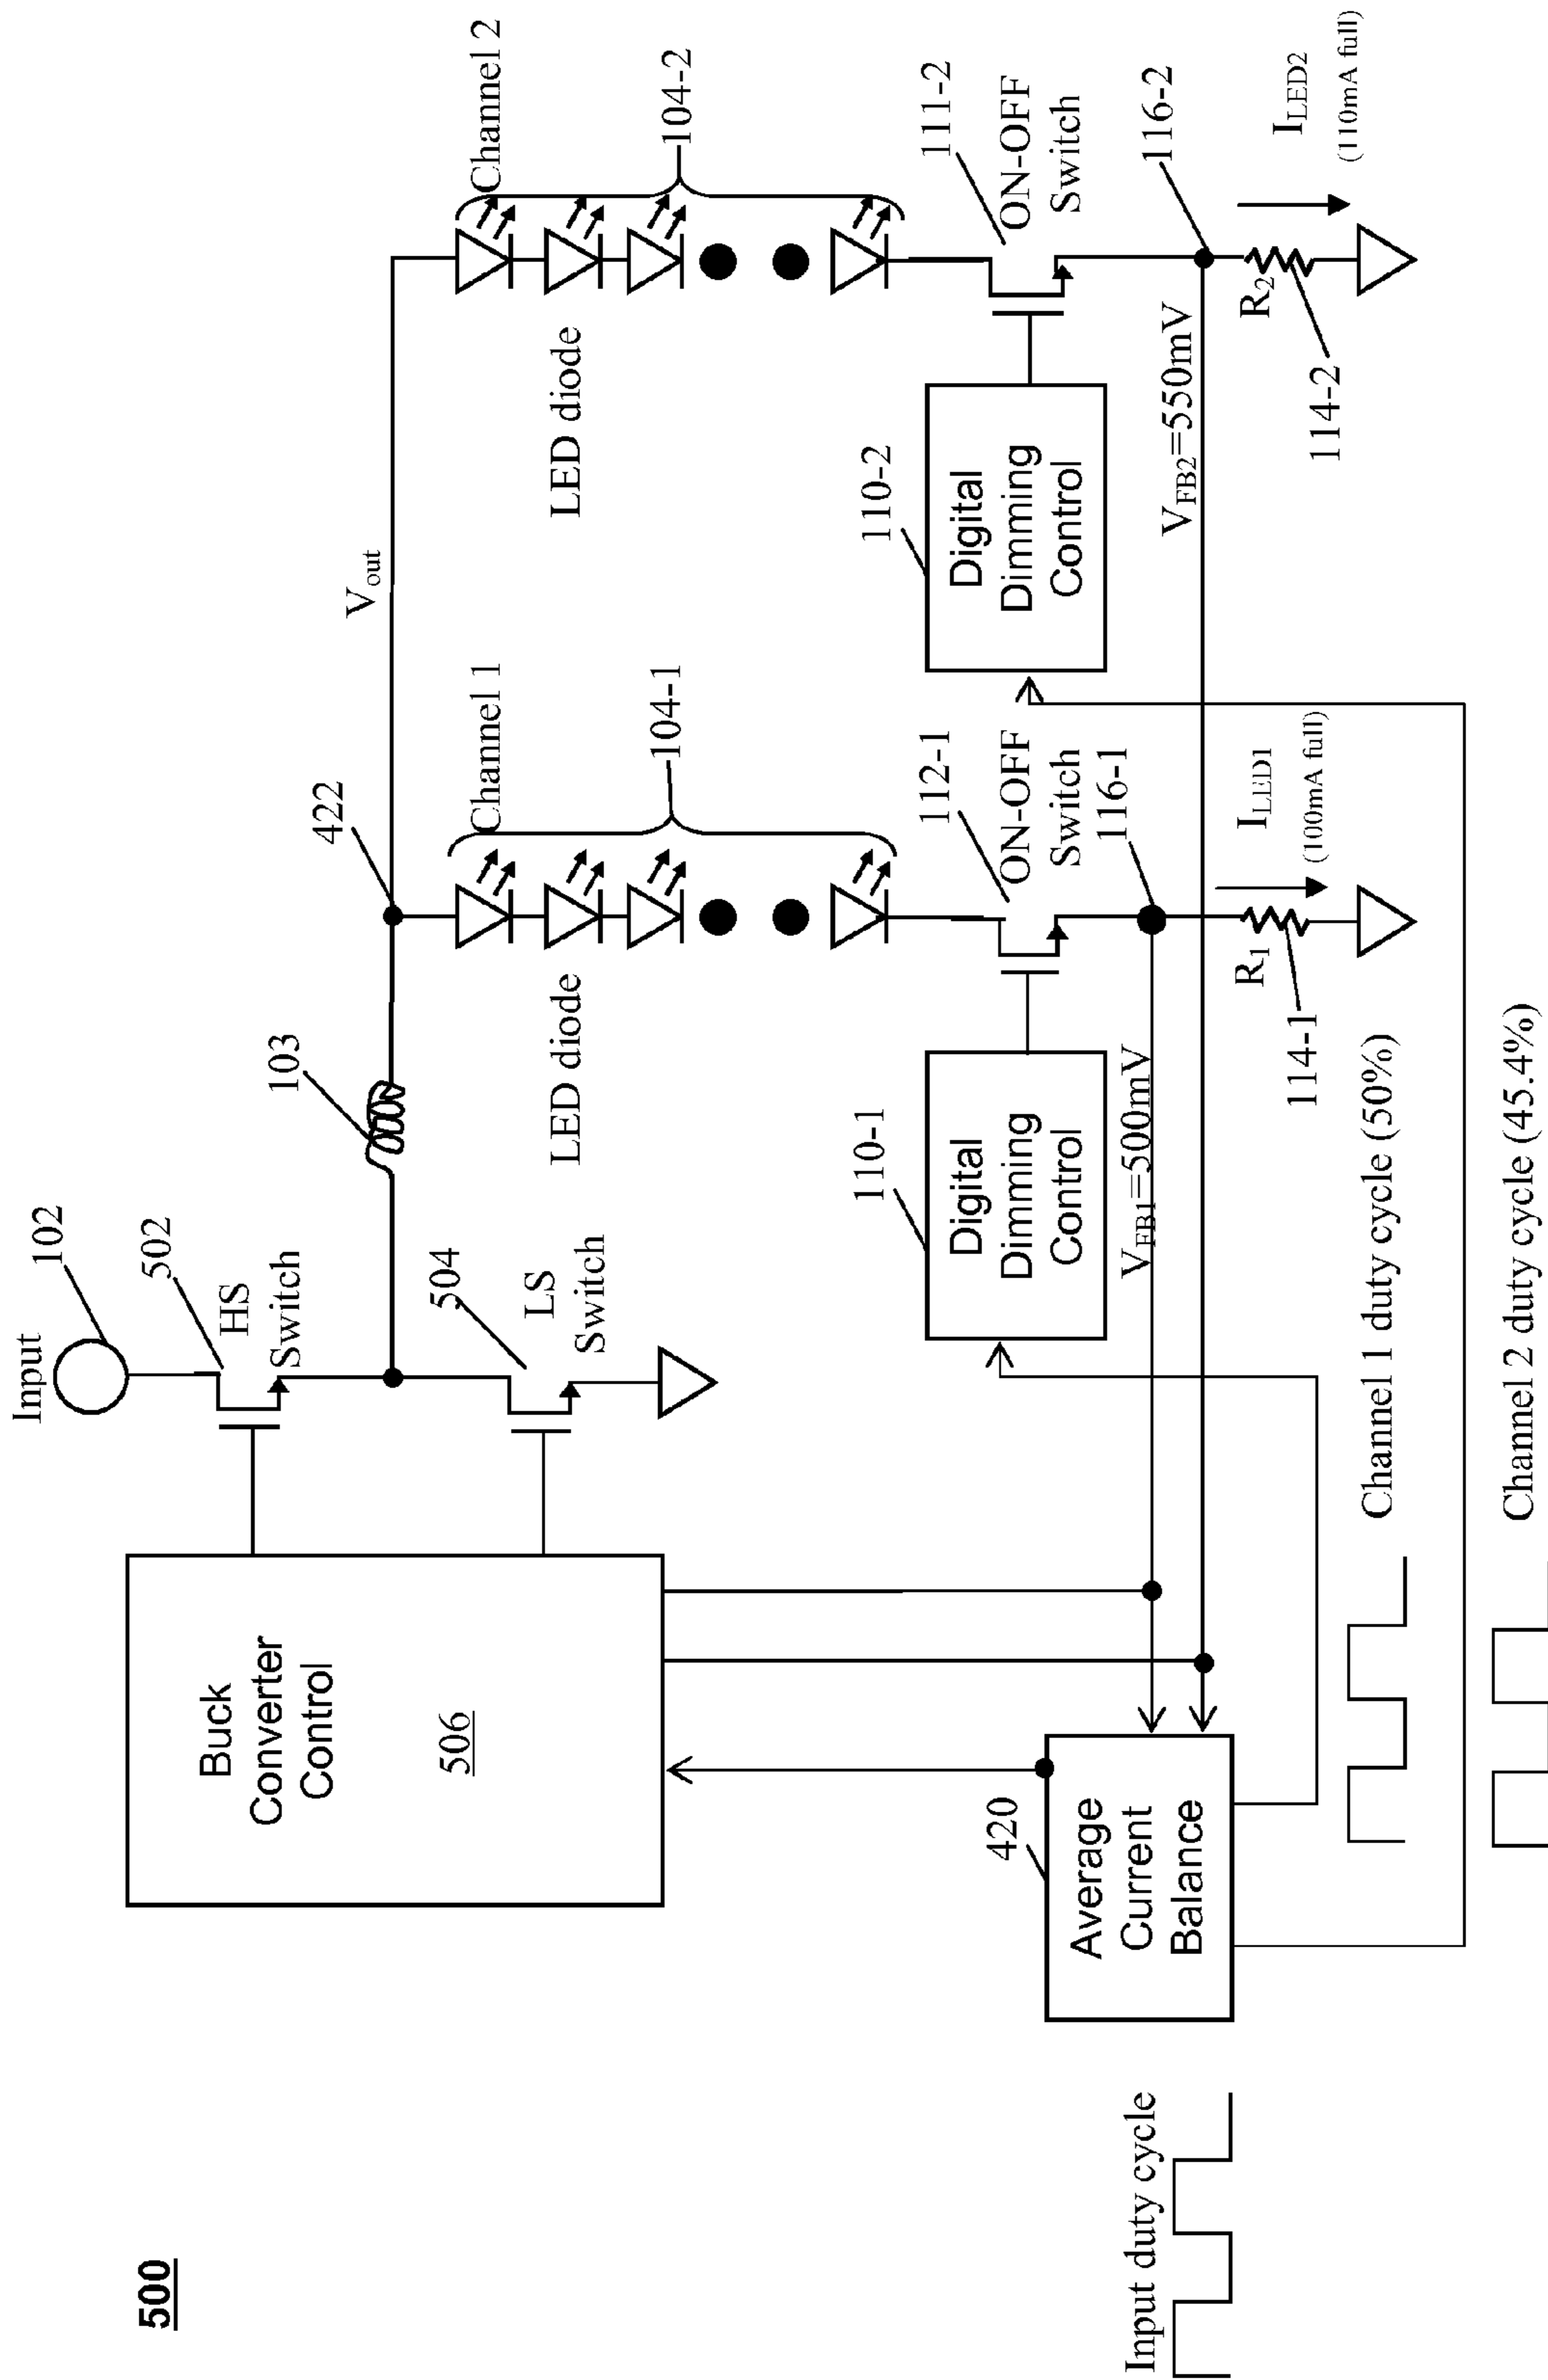 500
Input
102
502
HS
Switch
504
LS
Switch
103
422
Vout
Buck
Converter
Control
506
Channel 1
104-1
LED diode
Channel 2
104-2
LED diode
110-1
Digital
Dimming
Control
112-1
ON-OFF
Switch
116-1
110-2
Digital
Dimming
Control
111-2
ON-OFF
Switch
116-2
420
Average
Current
Balance
VFB1=500mV
VFB2=550mV
R1
114-1
ILED1
(100mA full)
R2
114-2
ILED2
(110mA full)
Input duty cycle
Channel 1 duty cycle (50%)
Channel 2 duty cycle (45.4%)